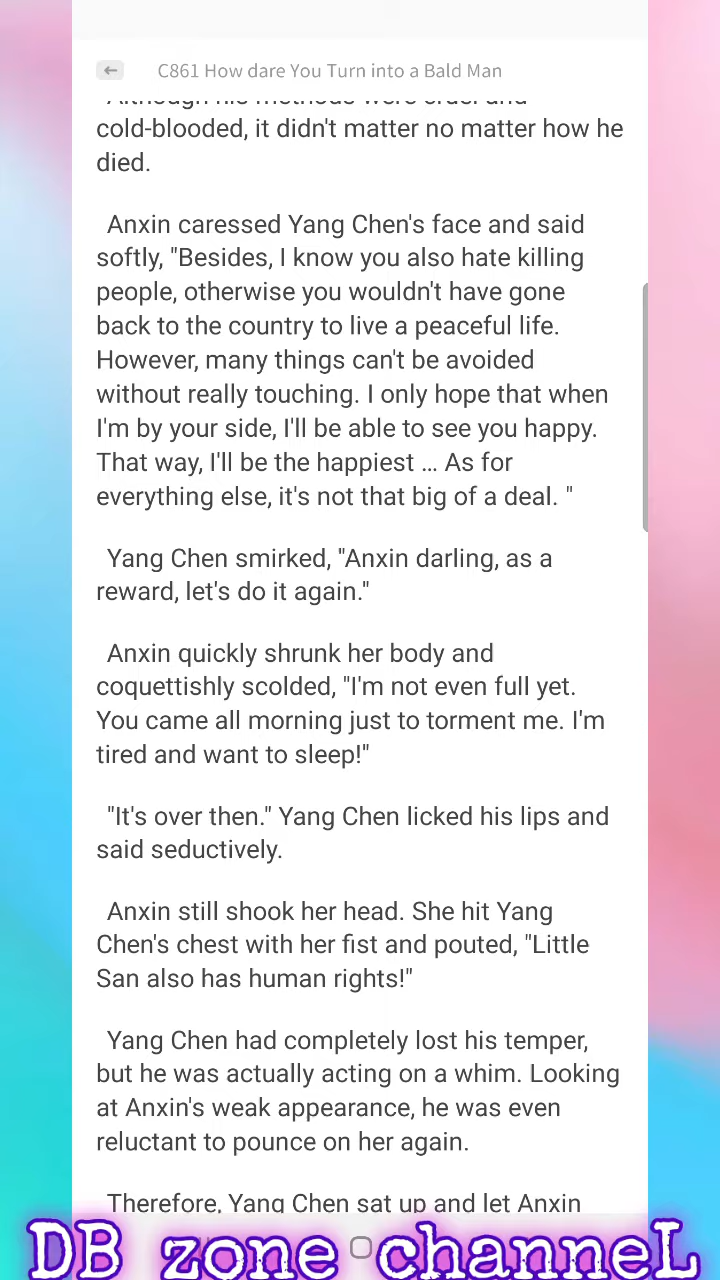 C861 How dare You Turn into a Bald Man
Although his methods were cruel and
cold-blooded, it didn't matter no matter how he
died.
Anxin caressed Yang Chen's face and said
softly, "Besides, I know you also hate killing
people, otherwise you wouldn't have gone
back to the country to live a peaceful life.
However, many things can't be avoided
without really touching. I only hope that when
I'm by your side, I'll be able to see you happy.
That way, I'll be the happiest ... As for
everything else, it's not that big of a deal. "
Yang Chen smirked, "Anxin darling, as a
reward, let's do it again."
Anxin quickly shrunk her body and
coquettishly scolded, "I'm not even full yet.
You came all morning just to torment me. I'm
tired and want to sleep!"
"It's over then." Yang Chen licked his lips and
said seductively.
Anxin still shook her head. She hit Yang
Chen's chest with her fist and pouted, "Little
San also has human rights!"
Yang Chen had completely lost his temper,
but he was actually acting on a whim. Looking
at Anxin's weak appearance, he was even
reluctant to pounce on her again.
Therefore, Yang Chen sat up and let Anxin
DB zone channeL